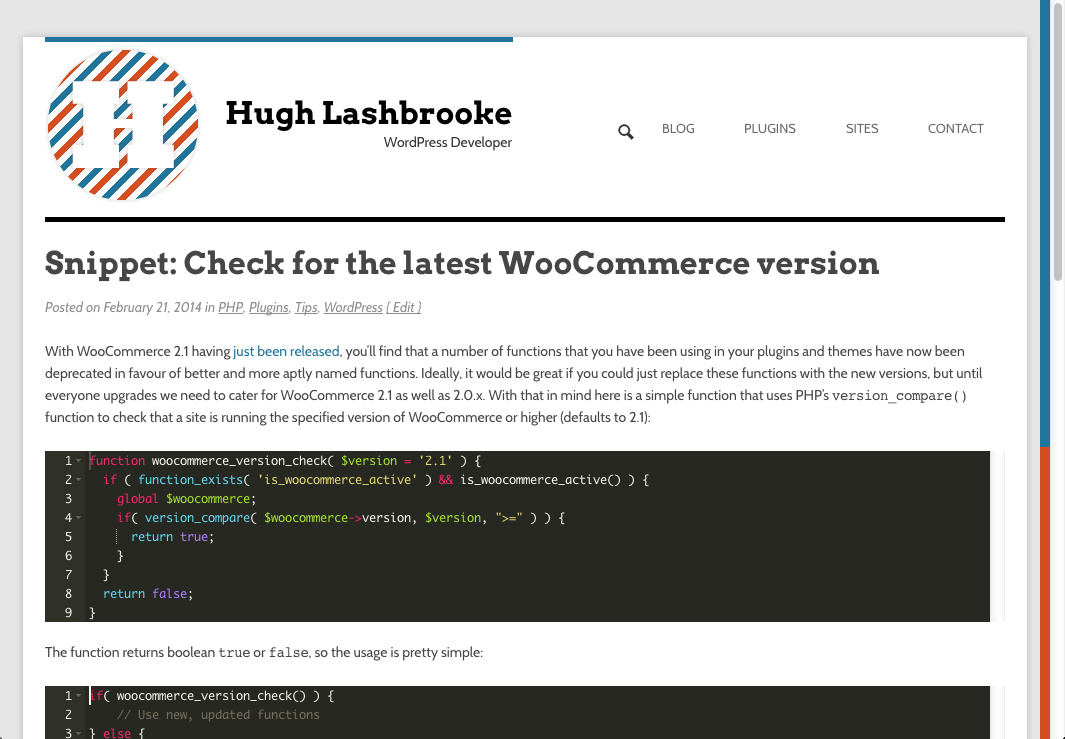 H
Hugh Lashbrooke
WordPress Developer
BLOG PLUGINS SITES CONTACT
Snippet: Check for the latest WooCommerce version
Posted on February 21, 2014 in PHP, Plugins, Tips, WordPress { Edit }
With WooCommerce 2.1 having just been released, you'll find that a number of functions that you have been using in your plugins and themes have now been
deprecated in favour of better and more aptly named functions. Ideally, it would be great if you could just replace these functions with the new versions, but until
everyone upgrades we need to cater for WooCommerce 2.1 as well as 2.0.x. With that in mind here is a simple function that uses PHP's version_compare()
function to check that a site is running the specified version of WooCommerce or higher (defaults to 2.1):
1 function woocommerce_version_check( $version = '2.1' ) {
2 if ( function_exists( 'is_woocommerce_active' ) && is_woocommerce_active() ) {
3 global $woocommerce;
4 if( version_compare( $woocommerce->version, $version, ">=" ) ) {
5 return true;
6 }
7 }
8 return false;
9 }
The function returns boolean true or false, so the usage is pretty simple:
1 if( woocommerce_version_check() ) {
2 // Use new, updated functions
3 } else {